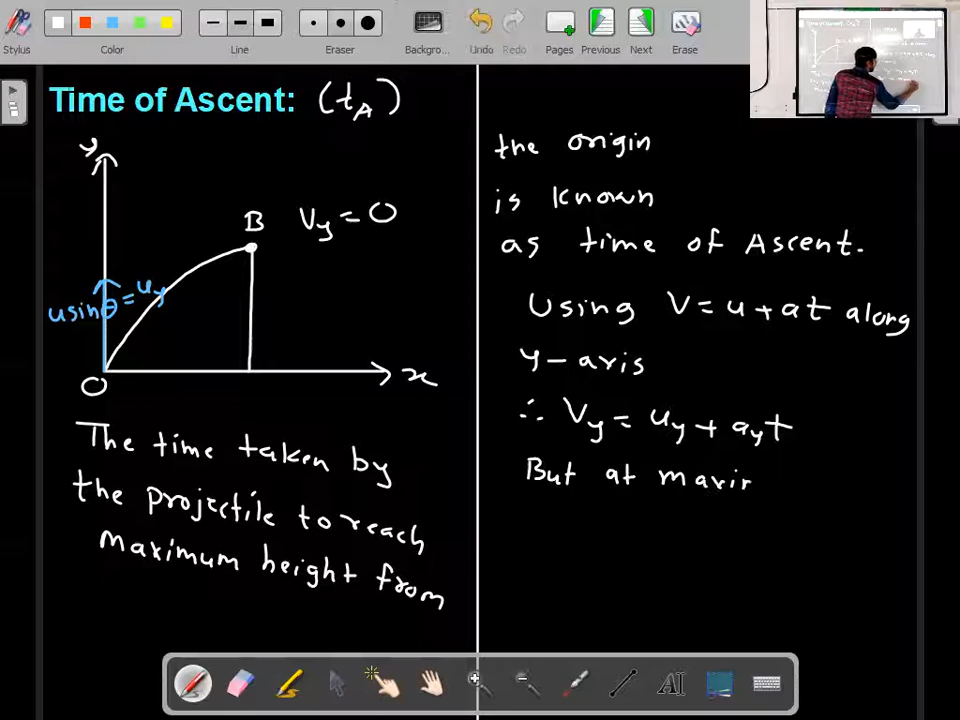 Stylus
Color
Line
Eraser
Backgro...
Undo
Redo
Pages
Previous
Next
Erase
Time of Ascent: (tA)
y
B Vy = 0
usinθ = uy
O
x
The time taken by
the projectile to reach
maximum height from
the origin
is known
as time of Ascent.
Using V = u + at along
y - axis
∴ Vy = uy + ayt
But at maxim
AI